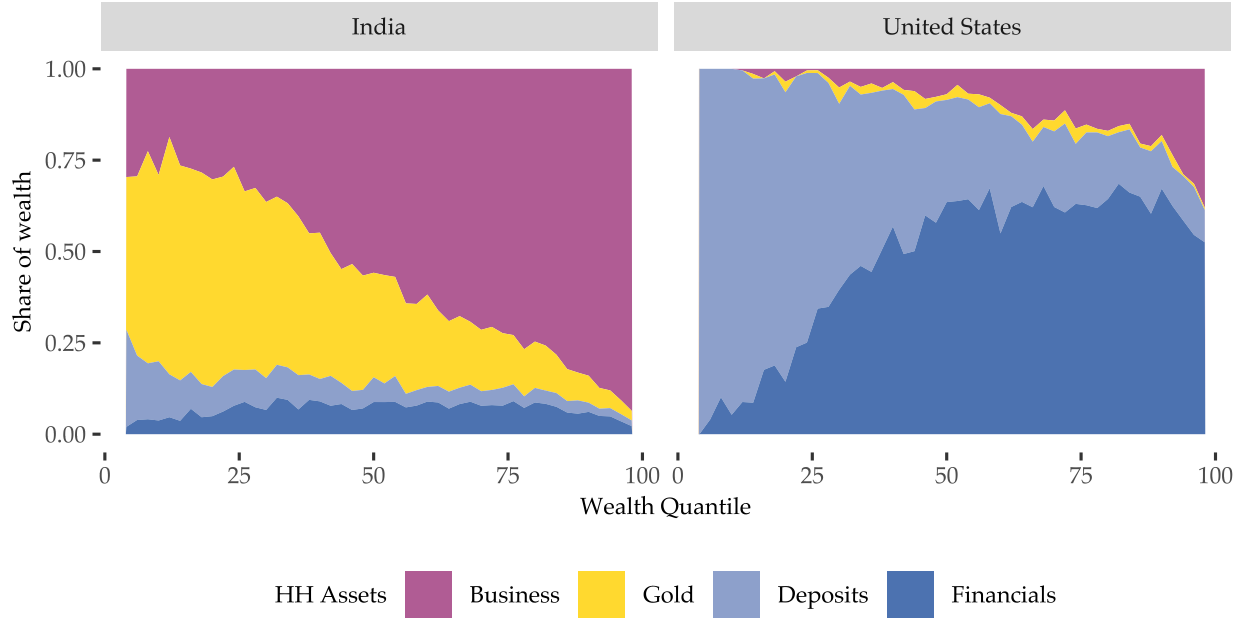 India
United States
1.00
0.75
0.50
0.25
0.00
Share of wealth
0 25 50 75 100
0 25 50 75 100
Wealth Quantile
HH Assets Business Gold Deposits Financials